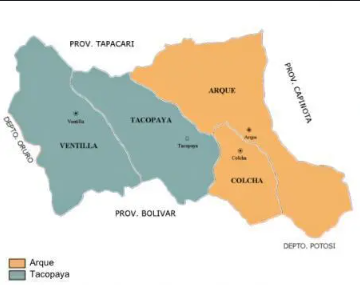 PROV. TAPACARI
ARQUE
PROV. CAPINOTA
Ventilla
TACOPAYA
DEPTO. ORURO
Arque
Tacopaya
VENTILLA
Colcha
COLCHA
PROV. BOLIVAR
DEPTO. POTOSI
Arque
Tacopaya